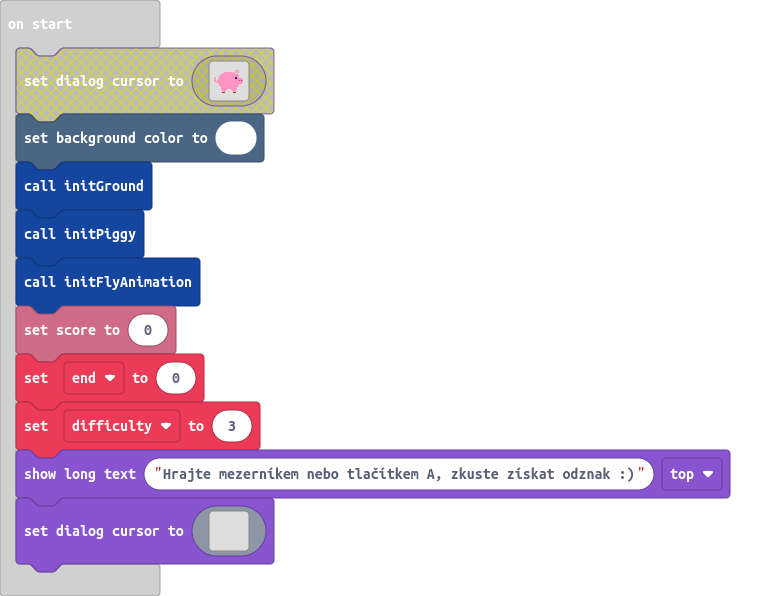 on start
set dialog cursor to
set background color to
call initGround
call initPiggy
call initFlyAnimation
set score to 0
set end to 0
set difficulty to 3
show long text "Hrajte mezerníkem nebo tlačítkem A, zkuste získat odznak :)" top
set dialog cursor to